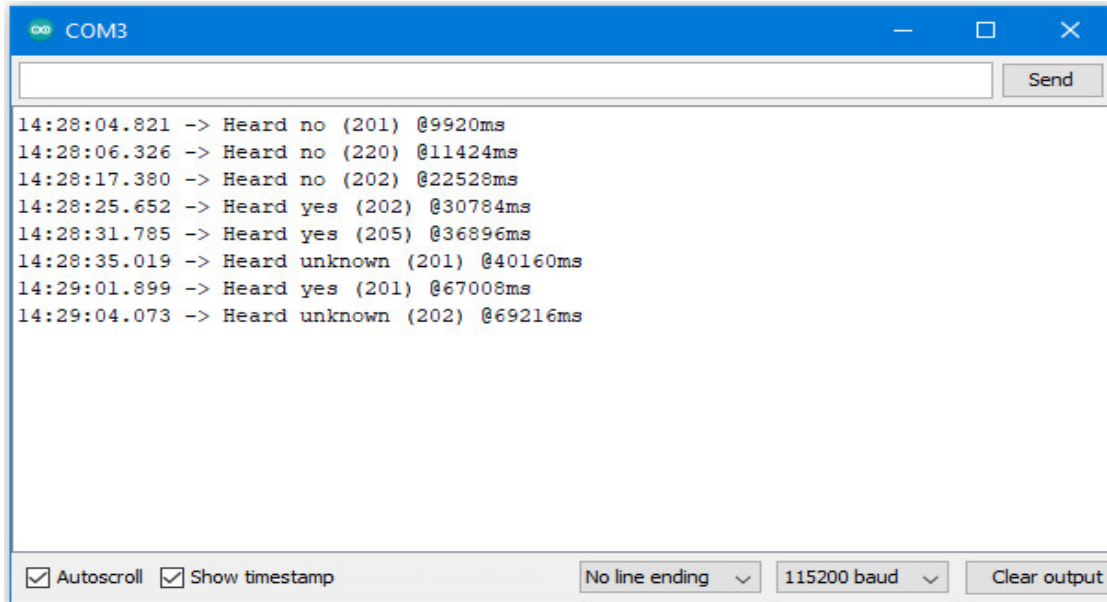 COM3
Send
14:28:04.821 -> Heard no (201) @9920ms
14:28:06.326 -> Heard no (220) @11424ms
14:28:17.380 -> Heard no (202) @22528ms
14:28:25.652 -> Heard yes (202) @30784ms
14:28:31.785 -> Heard yes (205) @36896ms
14:28:35.019 -> Heard unknown (201) @40160ms
14:29:01.899 -> Heard yes (201) @67008ms
14:29:04.073 -> Heard unknown (202) @69216ms
Autoscroll Show timestamp No line ending 115200 baud Clear output